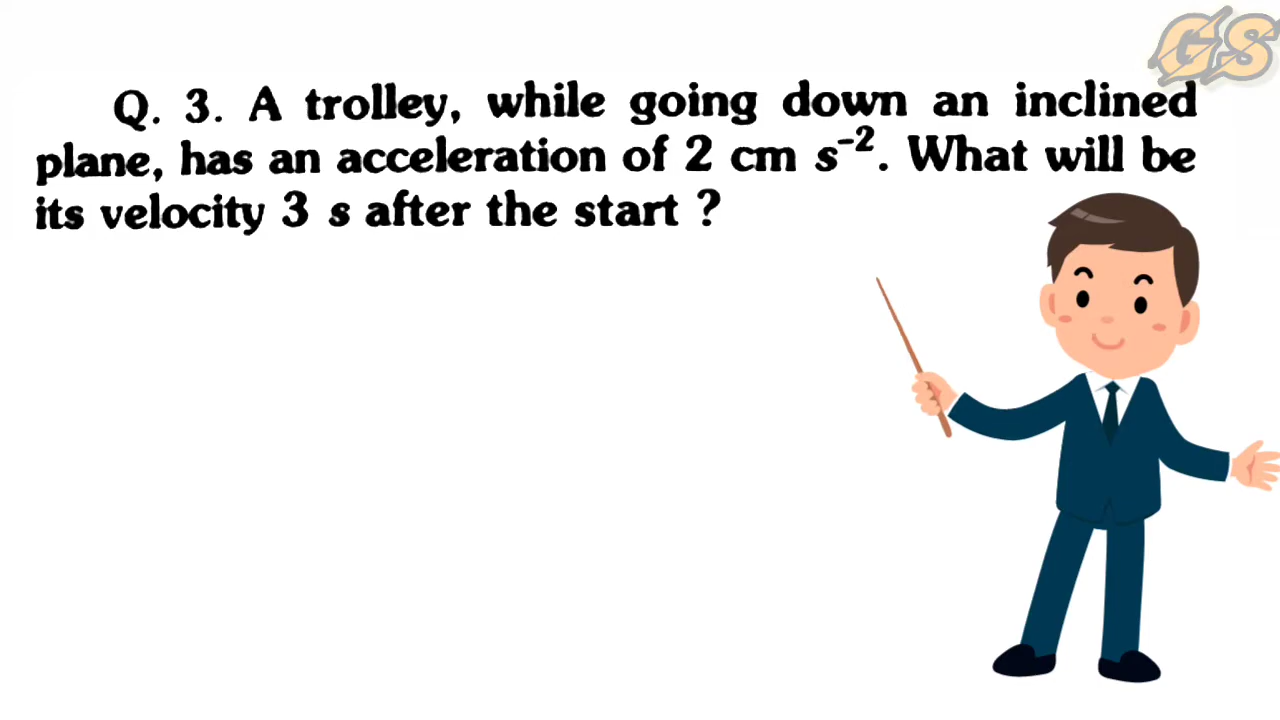 GS
Q. 3. A trolley, while going down an inclined
plane, has an acceleration of 2 cm s⁻². What will be
its velocity 3 s after the start ?